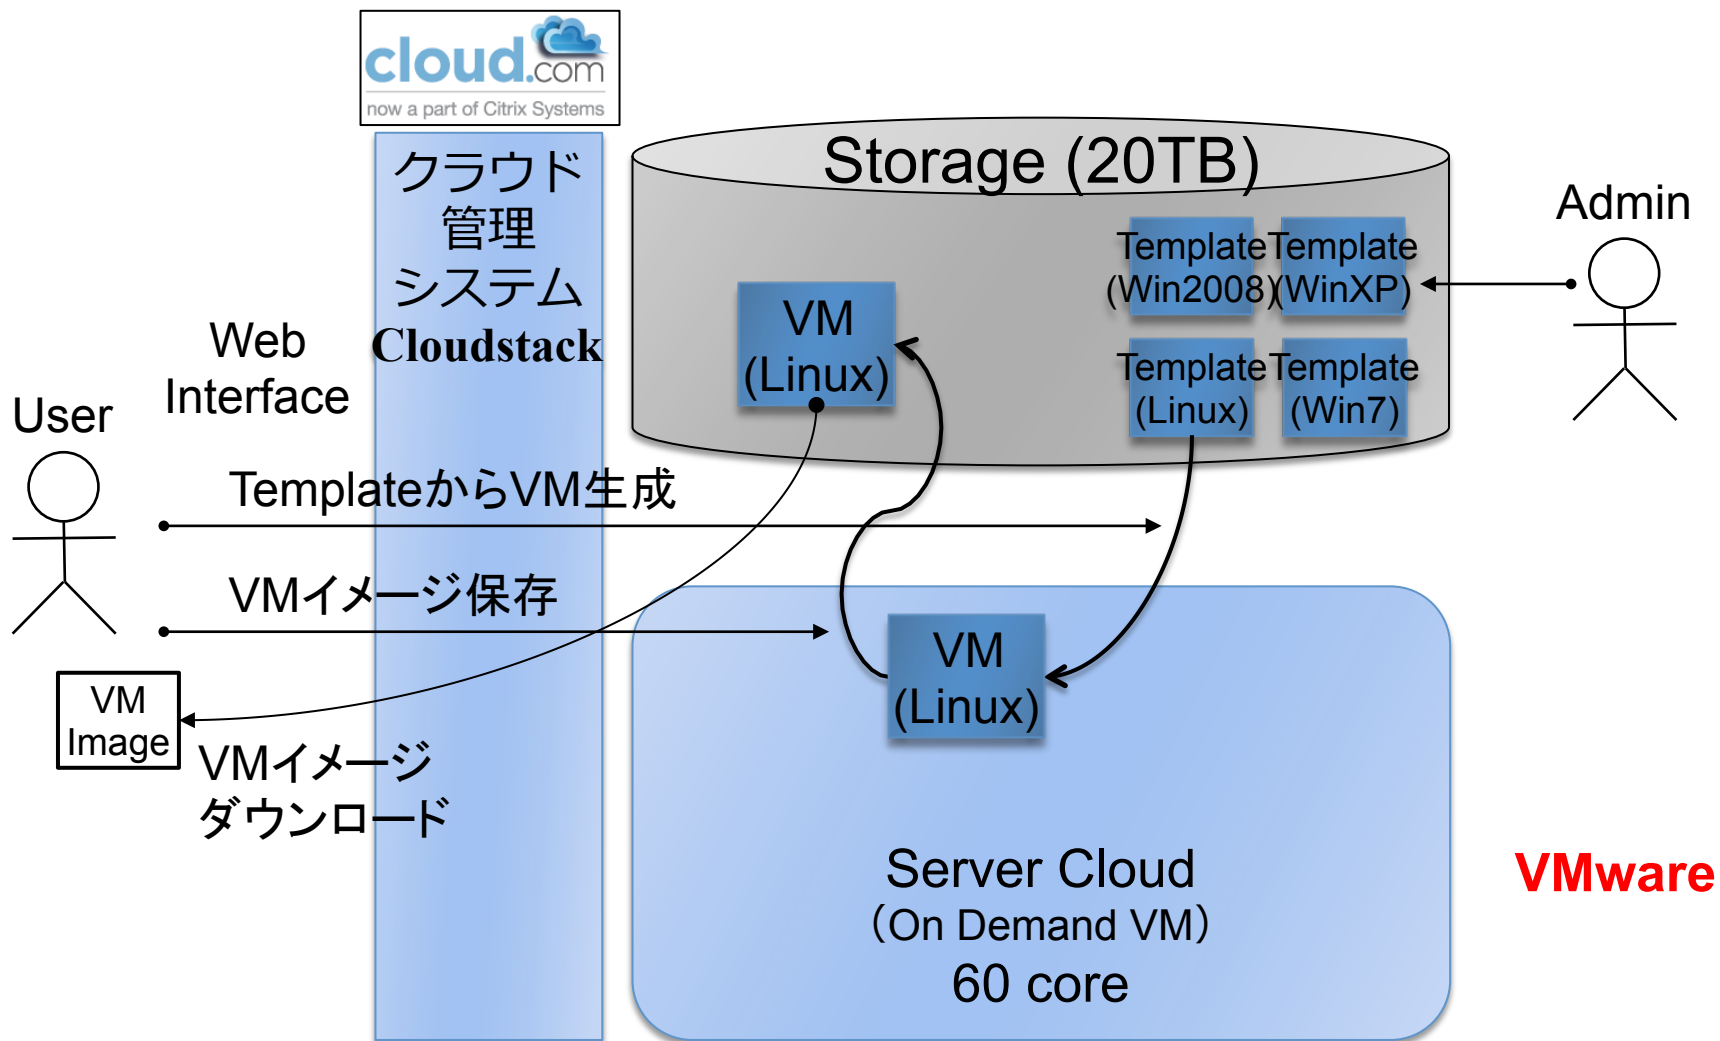 cloud.com
now a part of Citrix Systems
クラウド
管理
システム
Cloudstack
Storage (20TB)
Admin
Template
(Win2008)
Template
(WinXP)
Template
(Linux)
Template
(Win7)
VM
(Linux)
Web
Interface
User
TemplateからVM生成
VMイメージ保存
VM
Image
VMイメージ
ダウンロード
VM
(Linux)
Server Cloud
（On Demand VM）
60 core
VMware